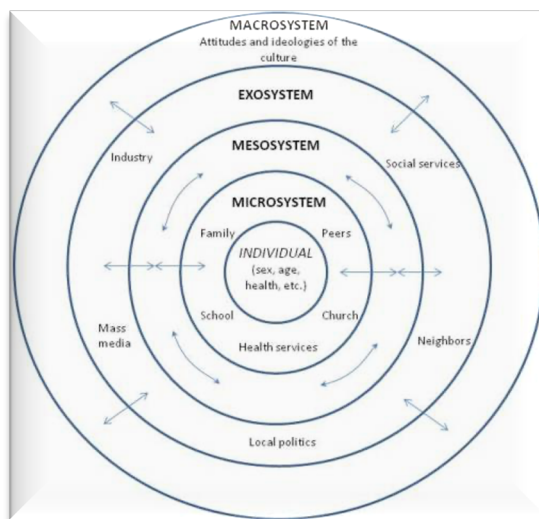 MACROSYSTEM
Attitudes and ideologies of the
culture
EXOSYSTEM
Industry
Social services
MESOSYSTEM
MICROSYSTEM
Family
Peers
INDIVIDUAL
(sex, age,
health, etc.)
School
Church
Health services
Mass
media
Neighbors
Local politics